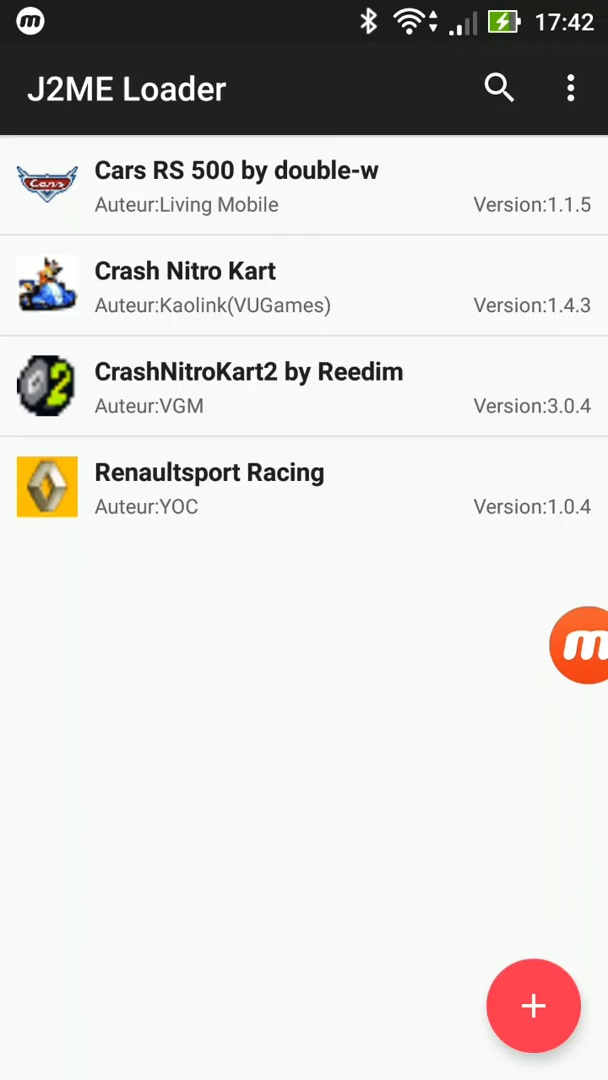 17:42
J2ME Loader
Cars RS 500 by double-w
Auteur:Living Mobile
Version:1.1.5
Crash Nitro Kart
Auteur:Kaolink(VUGames)
Version:1.4.3
CrashNitroKart2 by Reedim
Auteur:VGM
Version:3.0.4
Renaultsport Racing
Auteur:YOC
Version:1.0.4